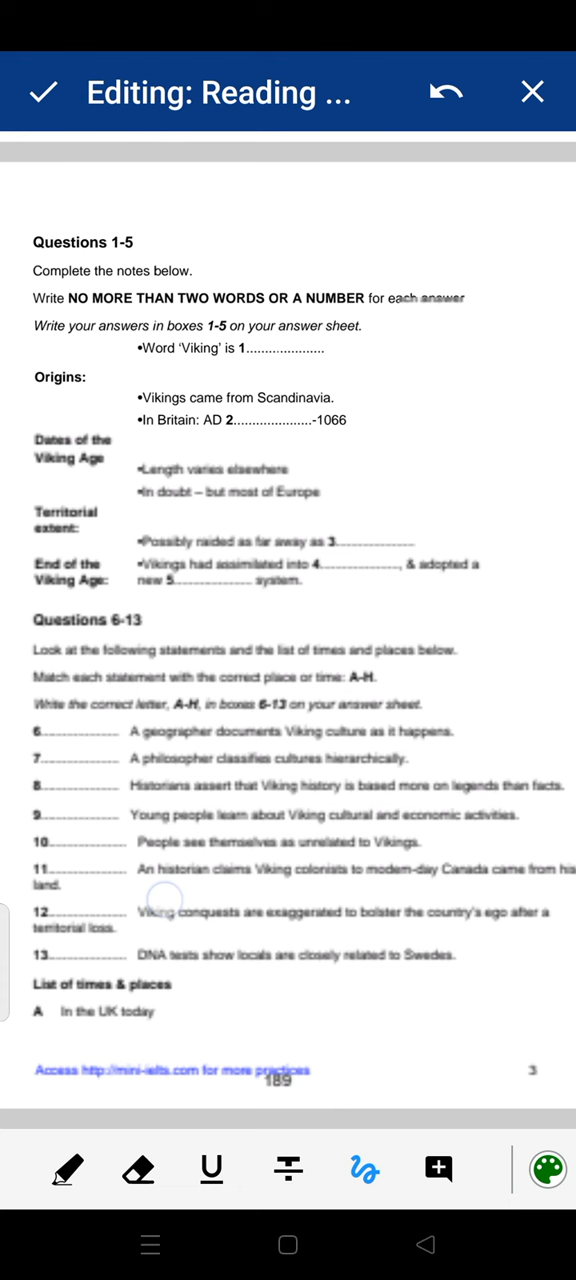 Editing: Reading ...
Questions 1-5
Complete the notes below.
Write NO MORE THAN TWO WORDS OR A NUMBER for each answer
Write your answers in boxes 1-5 on your answer sheet.
•Word ‘Viking’ is 1.....................
Origins:
•Vikings came from Scandinavia.
•In Britain: AD 2....................-1066
Dates of the
Viking Age
•Length varies elsewhere
•In doubt – but most of Europe
Territorial
extent:
•Possibly raided as far away as 3....................
End of the
Viking Age:
•Vikings had assimilated into 4...................., & adopted a
new 5.................... system.
Questions 6-13
Look at the following statements and the list of times and places below.
Match each statement with the correct place or time: A-H.
Write the correct letter, A-H, in boxes 6-13 on your answer sheet.
6.................... A geographer documents Viking culture as it happens.
7.................... A philosopher classifies cultures hierarchically.
8.................... Historians assert that Viking history is based more on legends than facts.
9.................... Young people learn about Viking cultural and economic activities.
10.................... People see themselves as unrelated to Vikings.
11.................... An historian claims Viking colonists to modern-day Canada came from his
land.
12.................... Viking conquests are exaggerated to bolster the country's ego after a
territorial loss.
13.................... DNA tests show locals are closely related to Swedes.
List of times & places
A In the UK today
Access http://mini-ielts.com for more practices
3
189
U
T